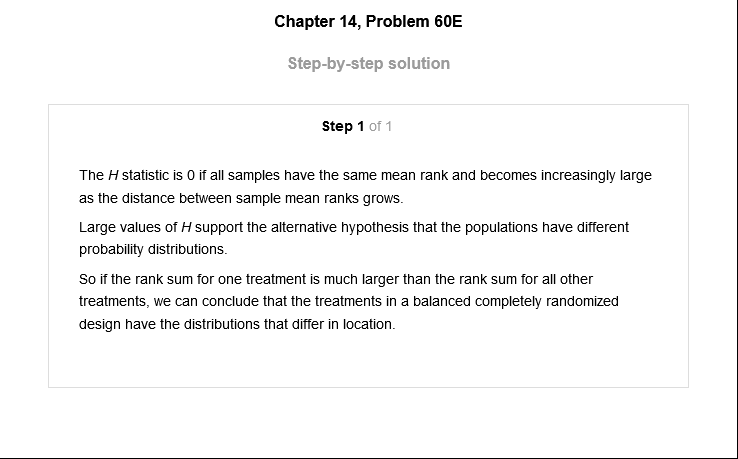 Chapter 14, Problem 60E
Step-by-step solution
Step 1 of 1
The H statistic is 0 if all samples have the same mean rank and becomes increasingly large
as the distance between sample mean ranks grows.
Large values of H support the alternative hypothesis that the populations have different
probability distributions.
So if the rank sum for one treatment is much larger than the rank sum for all other
treatments, we can conclude that the treatments in a balanced completely randomized
design have the distributions that differ in location.